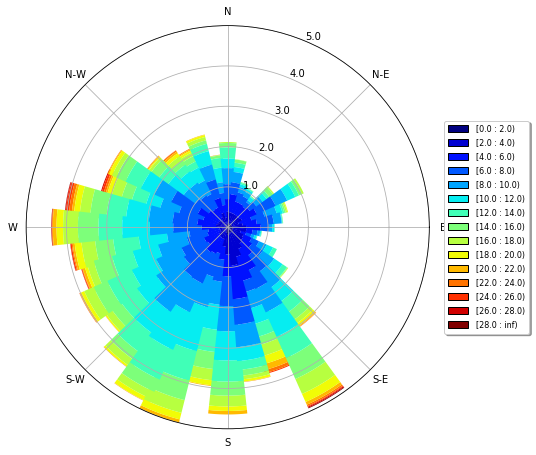 N
5.0
N-W
4.0
N-E
3.0
2.0
[0.0 : 2.0)
[2.0 : 4.0)
[4.0 : 6.0)
1.0
[6.0 : 8.0)
[8.0 : 10.0)
[10.0 : 12.0)
[12.0 : 14.0)
W
E
[14.0 : 16.0)
[16.0 : 18.0)
[18.0 : 20.0)
[20.0 : 22.0)
[22.0 : 24.0)
[24.0 : 26.0)
[26.0 : 28.0)
[28.0 : inf)
S-W
S-E
S